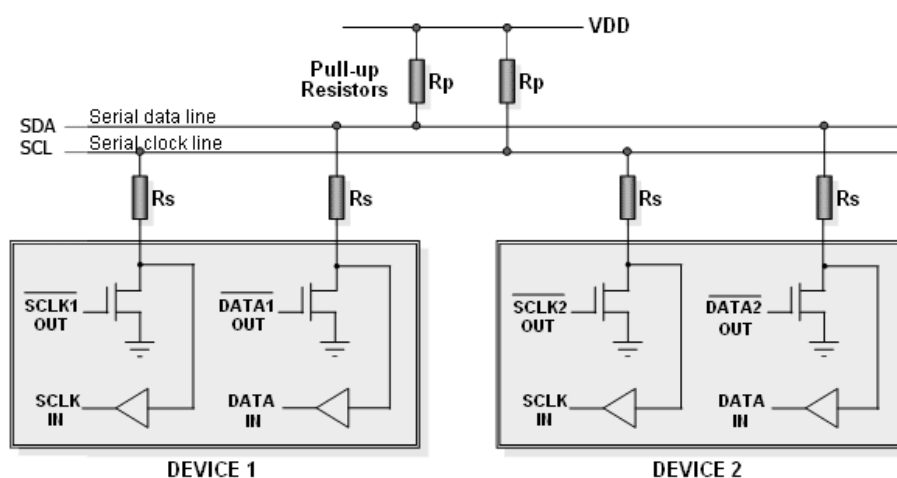 VDD
Pull-up
Resistors
Rp
Rp
SDA
Serial data line
SCL
Serial clock line
Rs
Rs
Rs
Rs
SCLK1
OUT
DATA1
OUT
SCLK2
OUT
DATA2
OUT
SCLK
IN
DATA
IN
SCLK
IN
DATA
IN
DEVICE 1
DEVICE 2